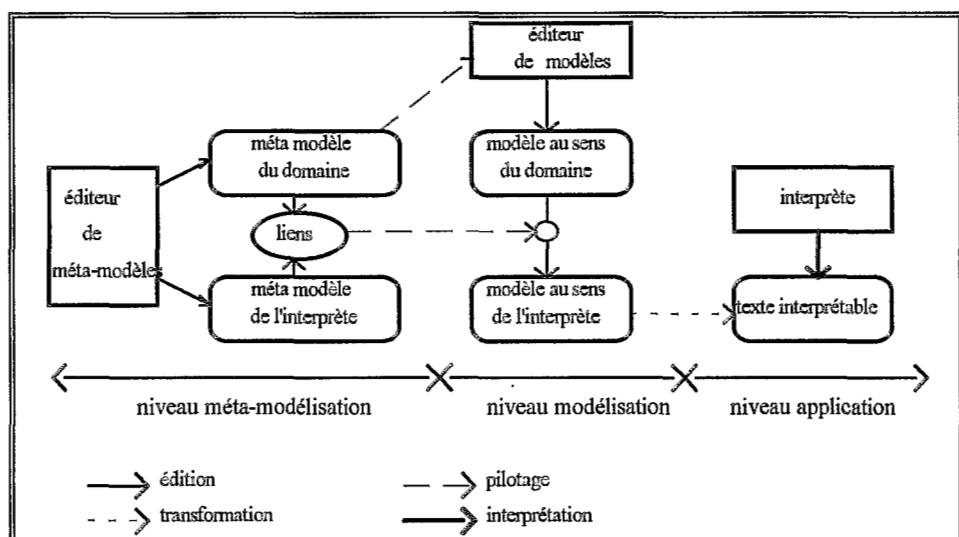 éditeur
de modèles
méta modèle
du domaine
modèle au sens
du domaine
éditeur
de
méta-modèles
liens
interprète
méta modèle
de l'interprète
modèle au sens
de l'interprète
texte interprétable
niveau méta-modélisation
niveau modélisation
niveau application
édition
pilotage
transformation
interprétation